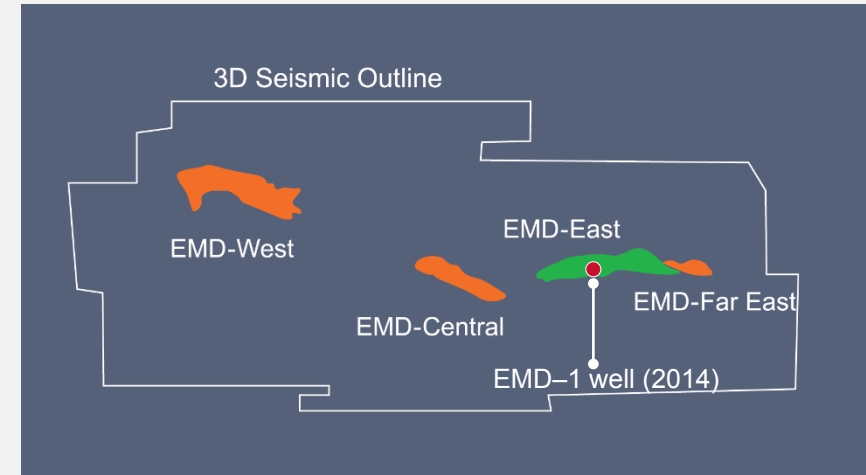 3D Seismic Outline
EMD-West
EMD-East
EMD-Far East
EMD-Central
EMD–1 well (2014)